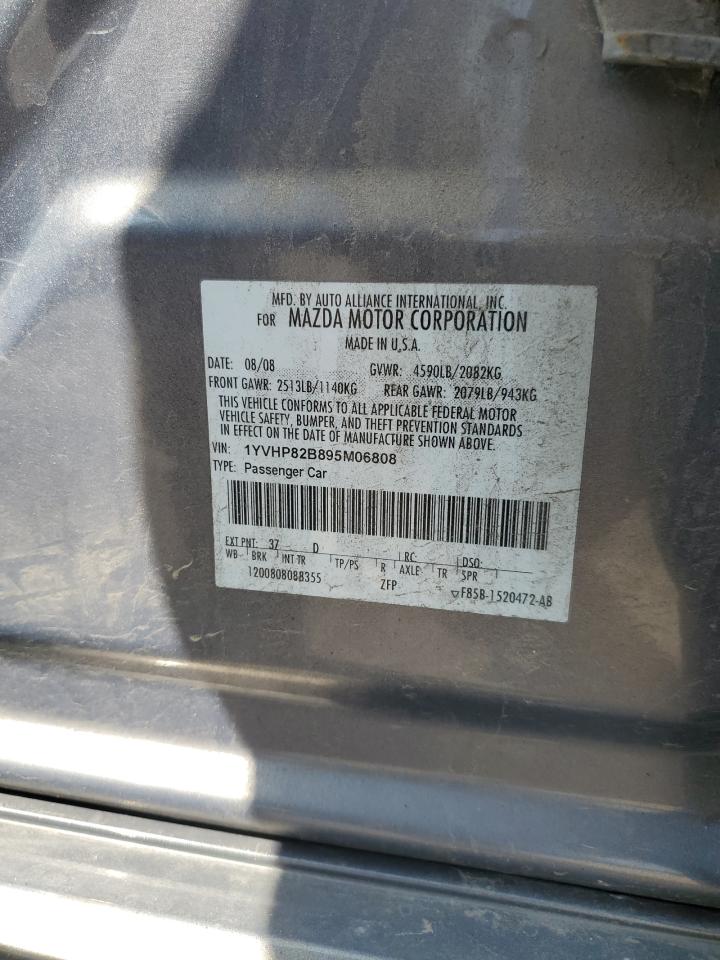 MFD. BY AUTO ALLIANCE INTERNATIONAL, INC.
FOR MAZDA MOTOR CORPORATION
MADE IN U.S.A.
DATE: 08/08 GVWR: 4590LB/2082KG
FRONT GAWR: 2513LB/1140KG REAR GAWR: 2079LB/943KG
THIS VEHICLE CONFORMS TO ALL APPLICABLE FEDERAL MOTOR
VEHICLE SAFETY, BUMPER, AND THEFT PREVENTION STANDARDS
IN EFFECT ON THE DATE OF MANUFACTURE SHOWN ABOVE.
VIN: 1YVHP82B895M06808
TYPE: Passenger Car
EXT PNT: 37 D RC: DSO:
WB BRK INT TR TP/PS R AXLE TR SPR
1200808088355 ZFP ▽F85B-1520472-AB